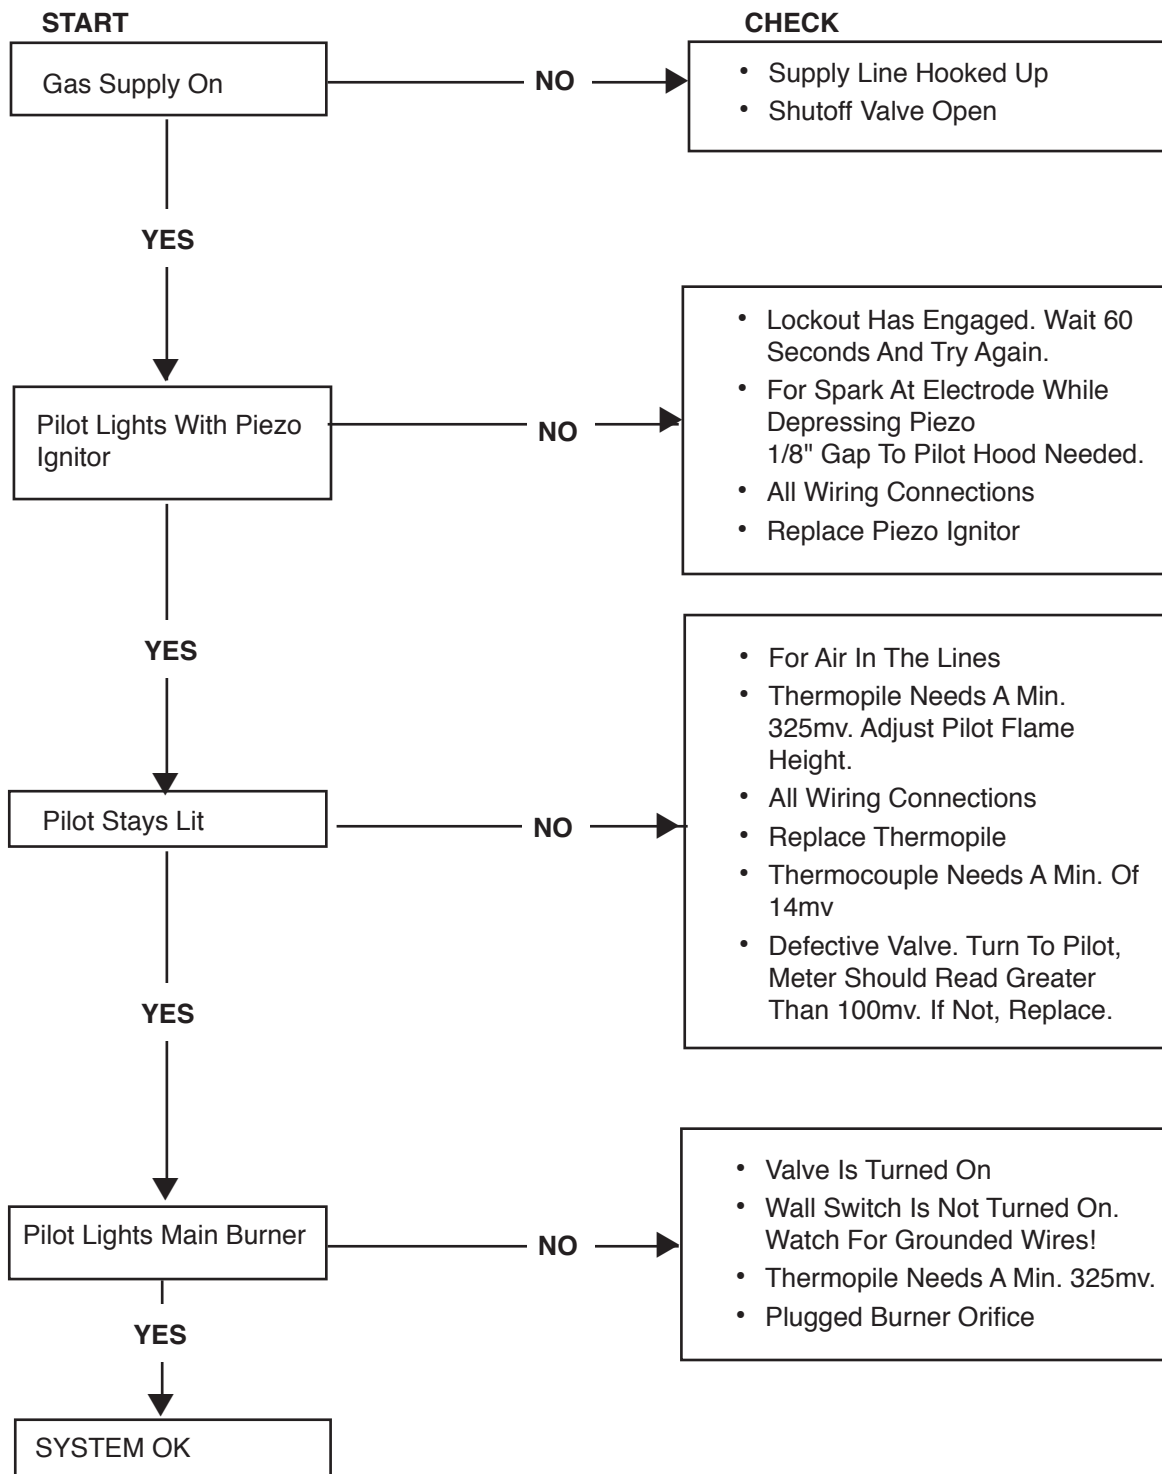 START
CHECK
Gas Supply On
NO
• Supply Line Hooked Up
• Shutoff Valve Open
YES
Pilot Lights With Piezo
Ignitor
NO
• Lockout Has Engaged. Wait 60
Seconds And Try Again.
• For Spark At Electrode While
Depressing Piezo
1/8" Gap To Pilot Hood Needed.
• All Wiring Connections
• Replace Piezo Ignitor
YES
Pilot Stays Lit
NO
• For Air In The Lines
• Thermopile Needs A Min.
325mv. Adjust Pilot Flame
Height.
• All Wiring Connections
• Replace Thermopile
• Thermocouple Needs A Min. Of
14mv
• Defective Valve. Turn To Pilot,
Meter Should Read Greater
Than 100mv. If Not, Replace.
YES
Pilot Lights Main Burner
NO
• Valve Is Turned On
• Wall Switch Is Not Turned On.
Watch For Grounded Wires!
• Thermopile Needs A Min. 325mv.
• Plugged Burner Orifice
YES
SYSTEM OK